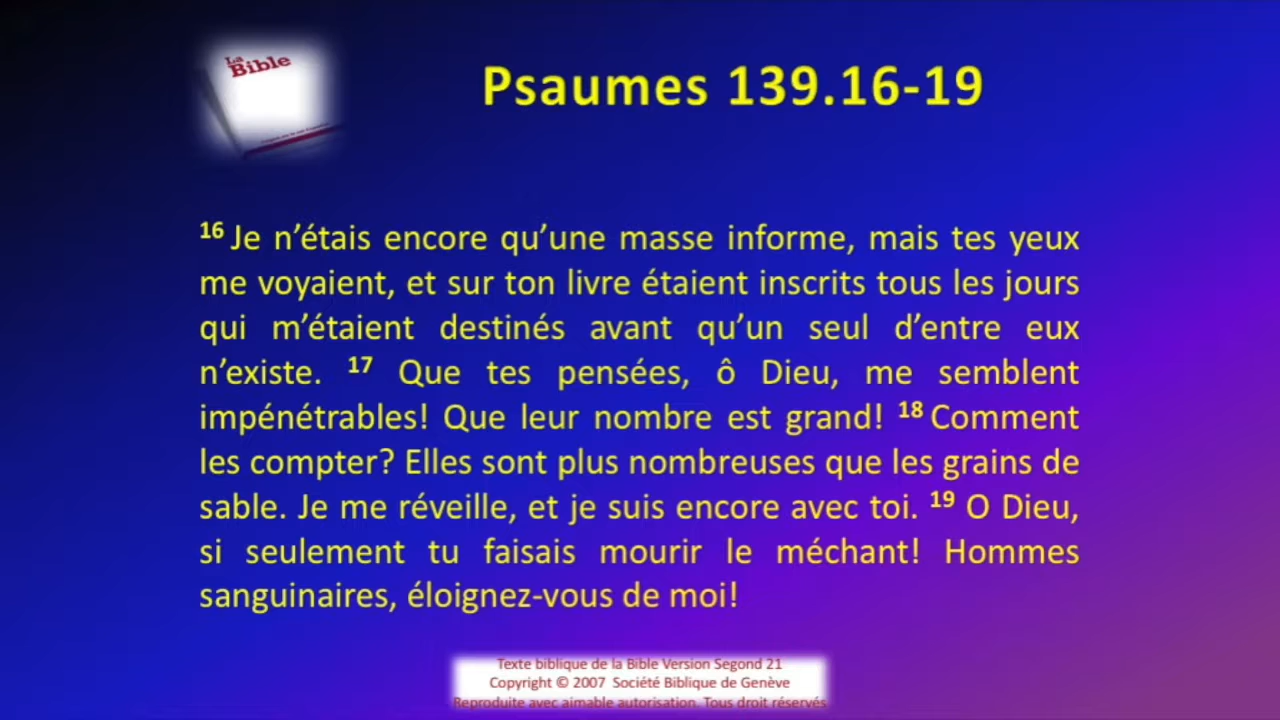 La
Bible
Psaumes 139.16-19
16 Je n’étais encore qu’une masse informe, mais tes yeux
me voyaient, et sur ton livre étaient inscrits tous les jours
qui m’étaient destinés avant qu’un seul d’entre eux
n’existe. 17 Que tes pensées, ô Dieu, me semblent
impénétrables! Que leur nombre est grand! 18 Comment
les compter? Elles sont plus nombreuses que les grains de
sable. Je me réveille, et je suis encore avec toi. 19 O Dieu,
si seulement tu faisais mourir le méchant! Hommes
sanguinaires, éloignez-vous de moi!
Texte biblique de la Bible Version Segond 21
Copyright © 2007 Société Biblique de Genève
Reproduite avec aimable autorisation. Tous droit réservés